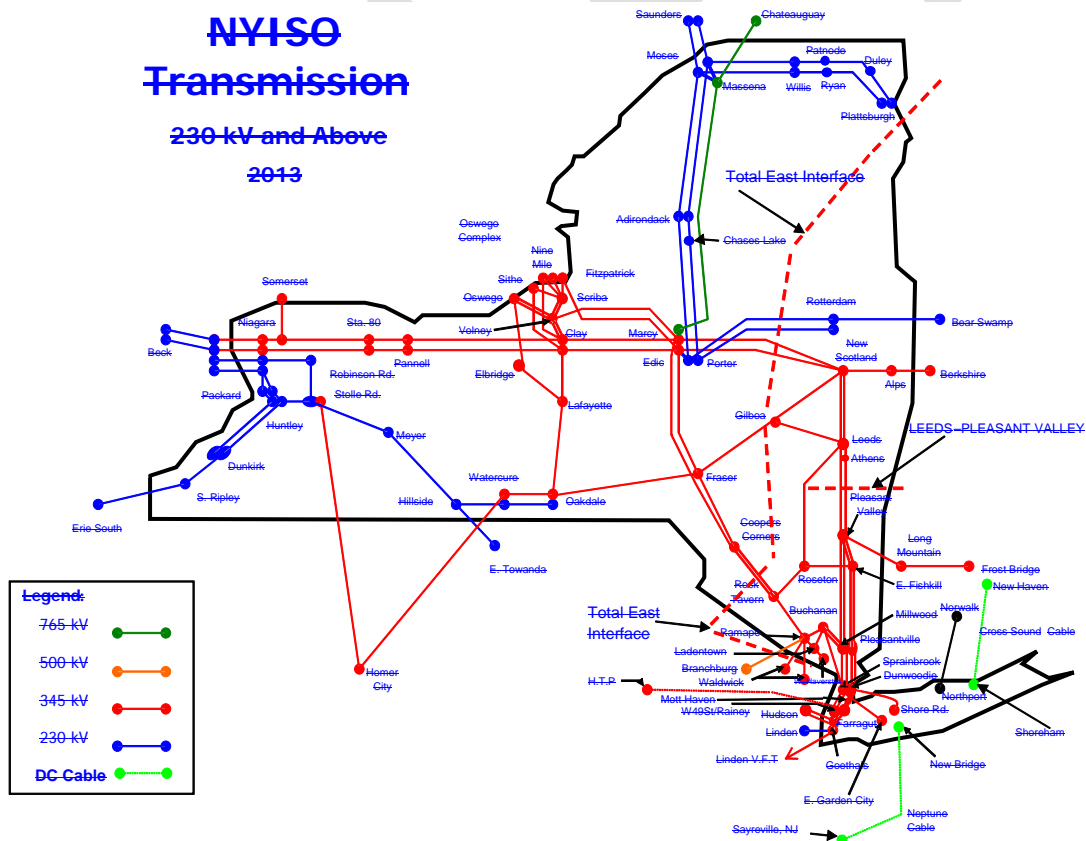 NYISO
Transmission
230 kV and Above
2013
Saunders
Chateauguay
Moses
Patnode
Duley
Massena
Willis
Ryan
Plattsburgh
Total East Interface
Adirondack
Chases Lake
Oswego
Complex
Nine
Mile
Sithe
Fitzpatrick
Somerset
Oswego
Scriba
Rotterdam
Niagara
Sta. 80
Volney
Clay
Marcy
Bear Swamp
Beck
Pannell
Edic
Porter
New
Scotland
Robinson Rd.
Elbridge
Alps
Berkshire
Packard
Stolle Rd.
Lafayette
Gilboa
Huntley
Meyer
Leeds
LEEDS-PLEASANT VALLEY
Athens
Dunkirk
Watercure
Fraser
S. Ripley
Hillside
Oakdale
Pleasant
Valley
Erie South
Coopers
Corners
Long
Mountain
E. Towanda
Rock
Tavern
Roseton
E. Fishkill
Frost Bridge
New Haven
Legend:
765 kV
500 kV
345 kV
230 kV
DC Cable
Total East
Interface
Buchanan
Millwood
Norwalk
Ramapo
Pleasantville
Cross Sound Cable
Ladentown
Branchburg
Sprainbrook
Dunwoodie
Homer
City
H.T.P
Waldwick
Northport
Mott Haven
W49St/Rainey
Hudson
Farragut
Shore Rd.
Linden
Shoreham
Linden V.F.T
Goethals
New Bridge
E. Garden City
Sayreville, NJ
Neptune
Cable